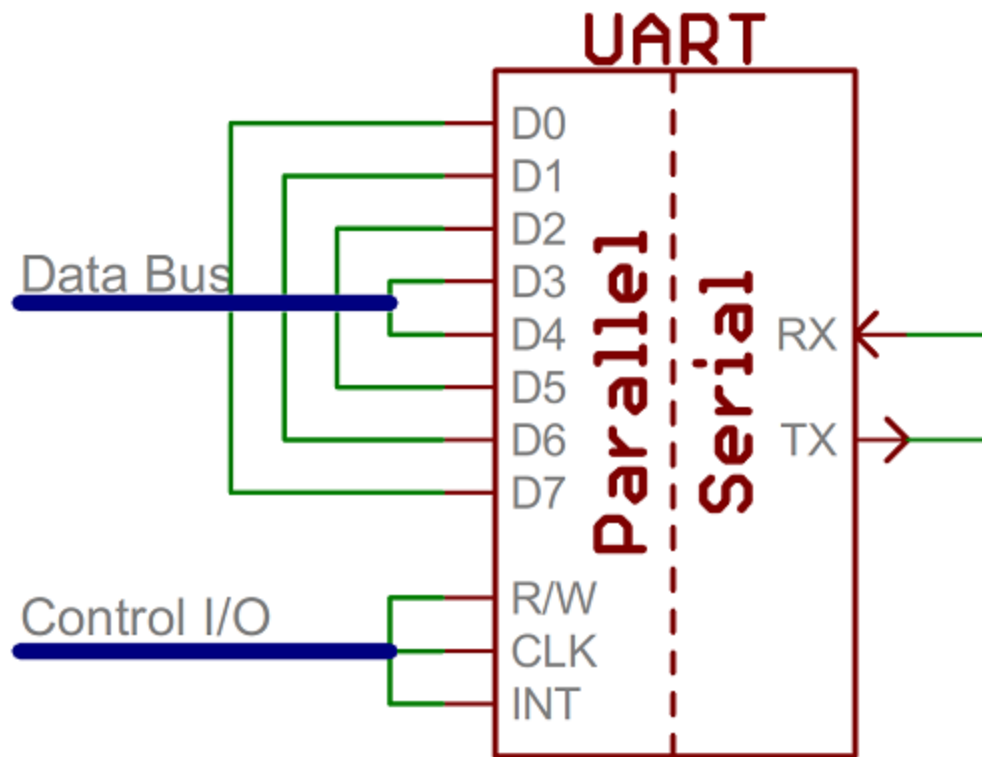 UART
D0
D1
D2
Data Bus
D3
D4
D5
D6
D7
Parallel
Serial
RX
TX
Control I/O
R/W
CLK
INT